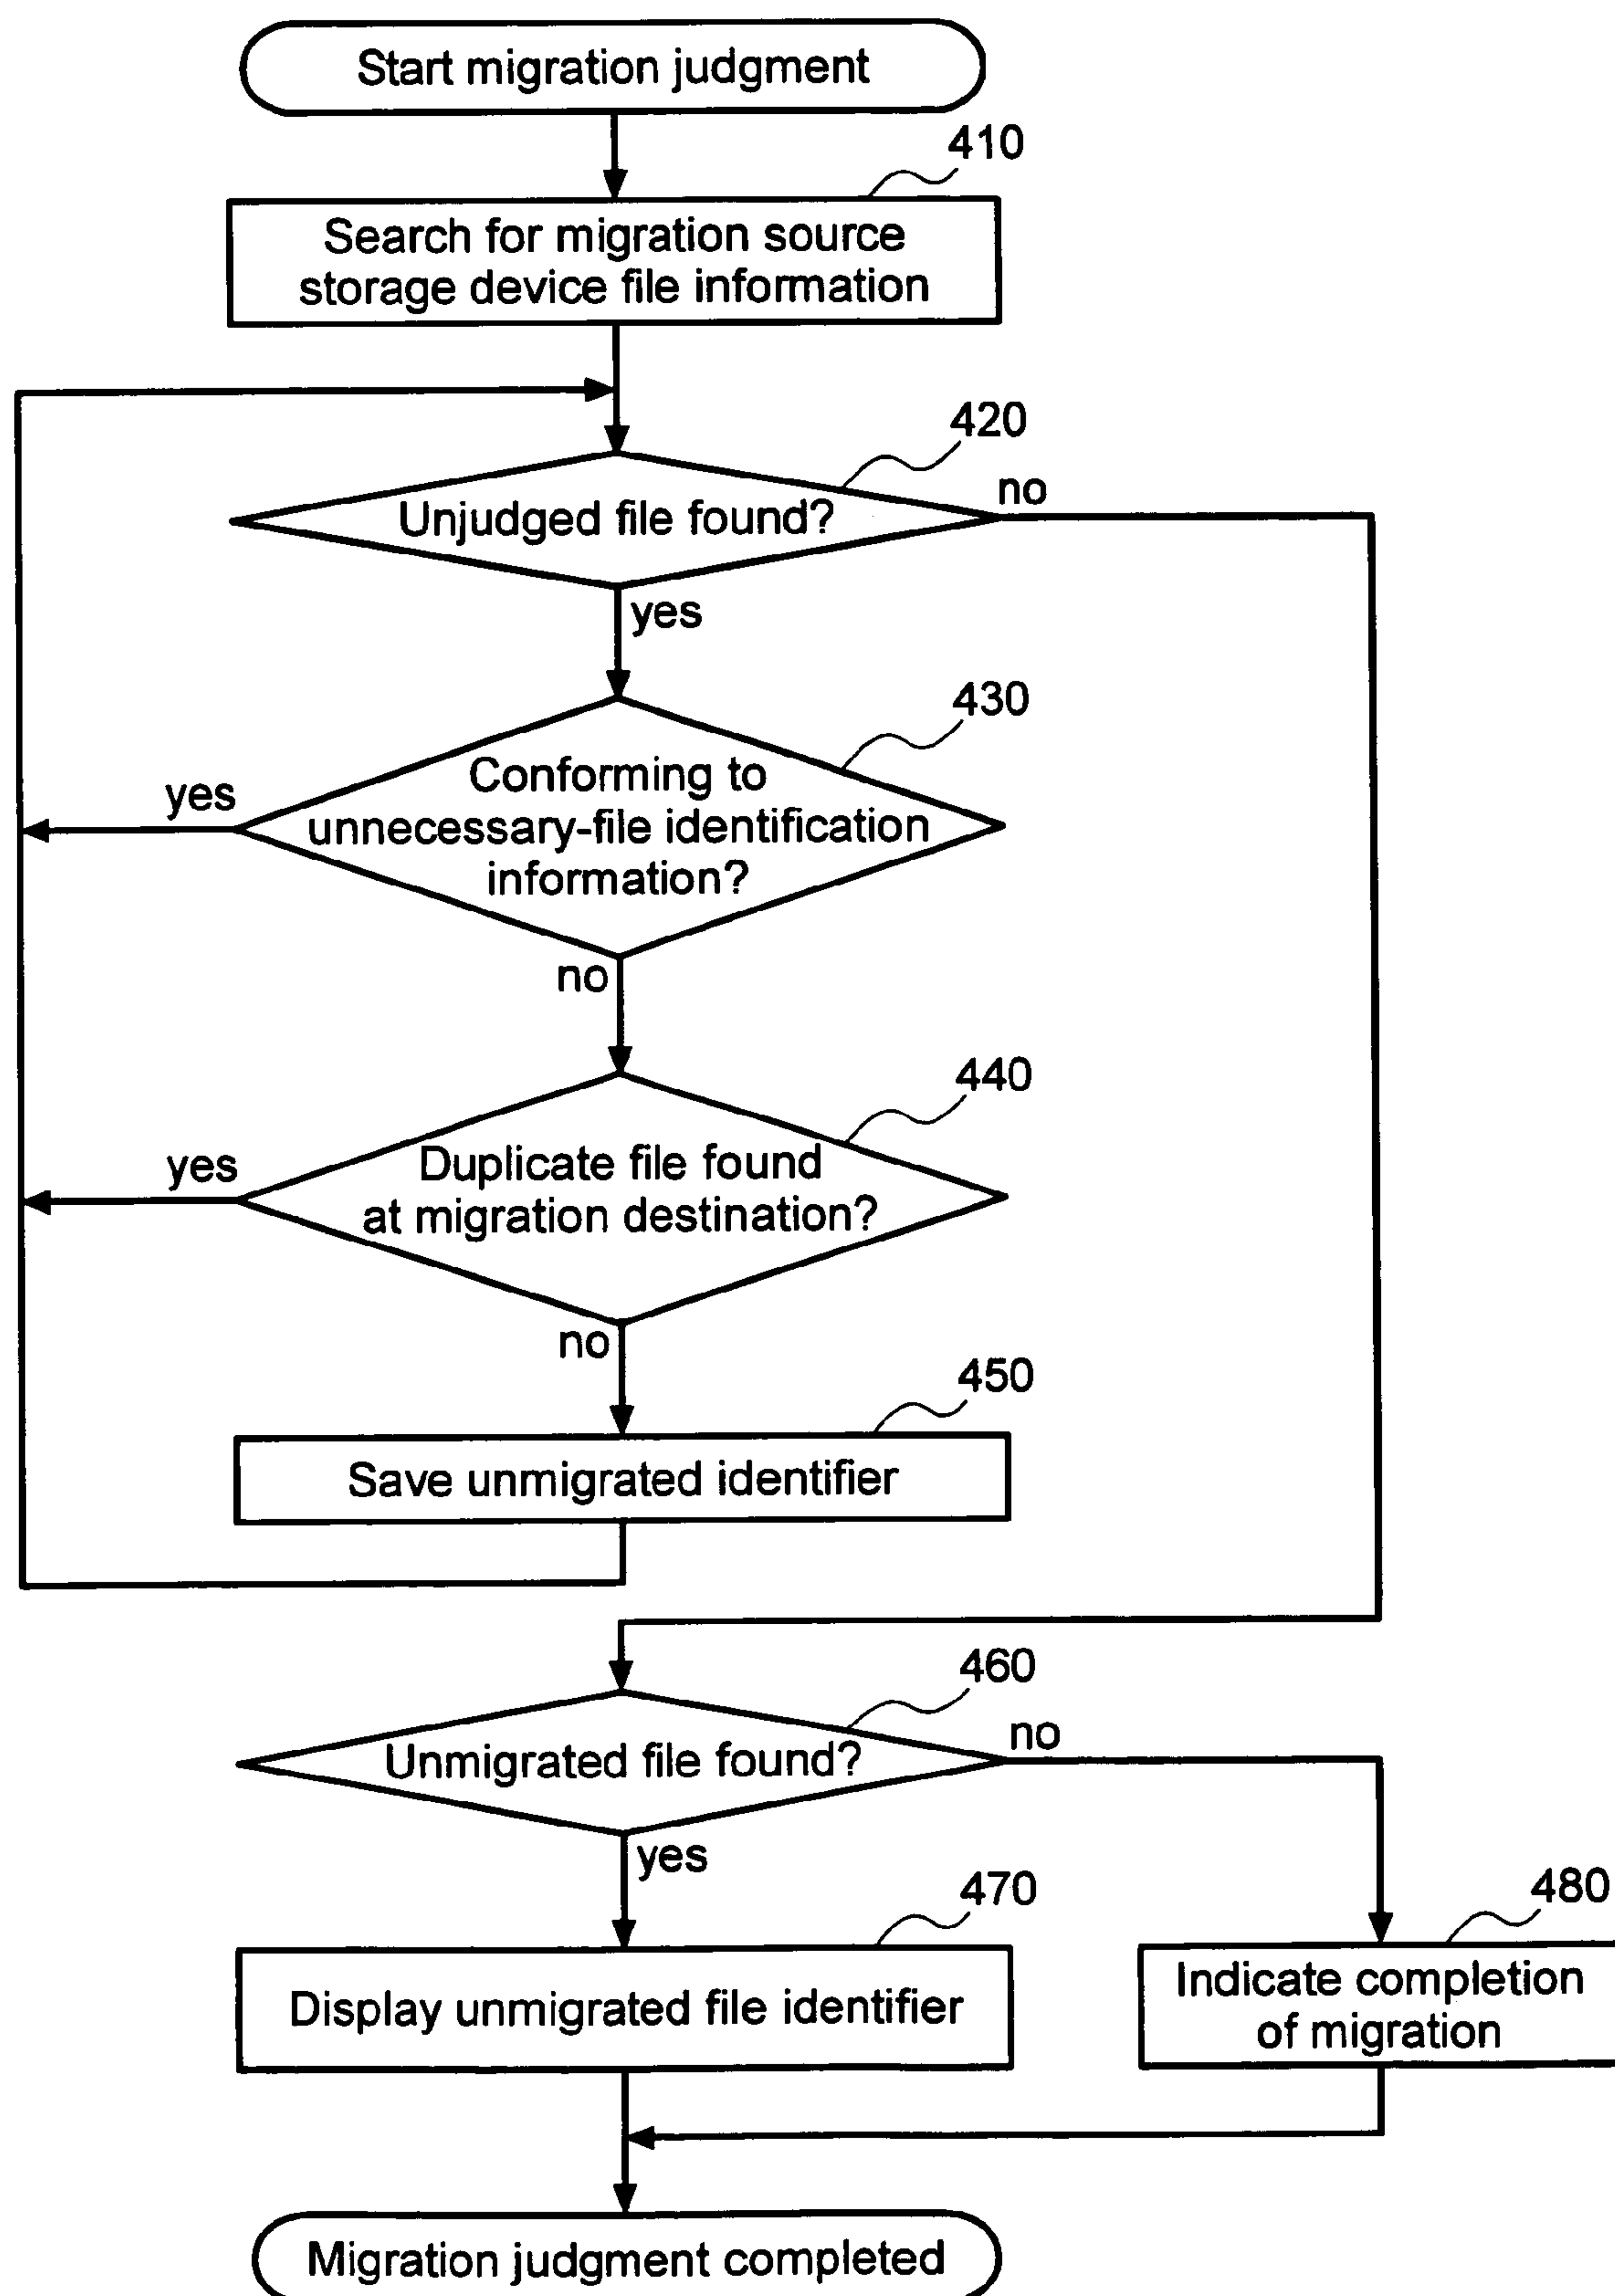 Start migration judgment
410
Search for migration source
storage device file information
420
Unjudged file found?
no
yes
430
Conforming to
unnecessary-file identification
information?
yes
no
440
Duplicate file found
at migration destination?
yes
no
450
Save unmigrated identifier
460
Unmigrated file found?
no
yes
470
Display unmigrated file identifier
480
Indicate completion
of migration
Migration judgment completed